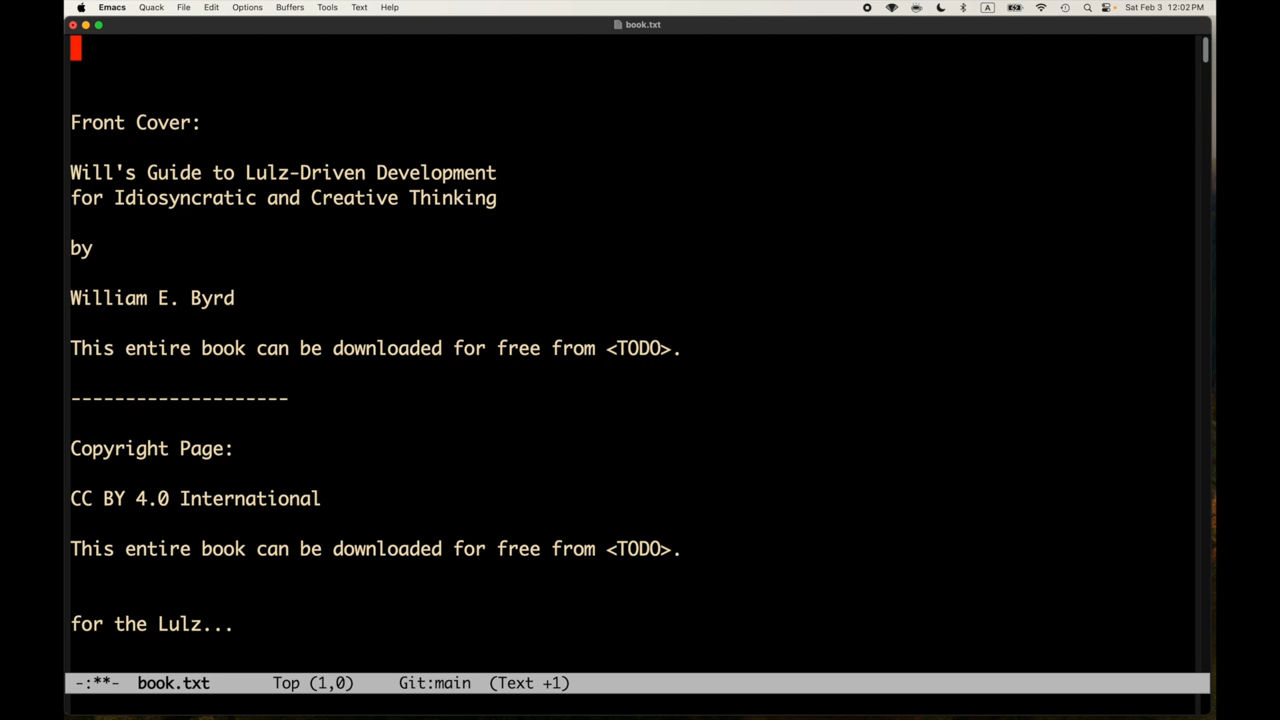 Emacs Quack File Edit Options Buffers Tools Text Help A Sat Feb 3 12:02 PM
book.txt
Front Cover:
Will's Guide to Lulz-Driven Development
for Idiosyncratic and Creative Thinking
by
William E. Byrd
This entire book can be downloaded for free from <TODO>.
--------------------
Copyright Page:
CC BY 4.0 International
This entire book can be downloaded for free from <TODO>.
for the Lulz...
-:**- book.txt Top (1,0) Git:main (Text +1)